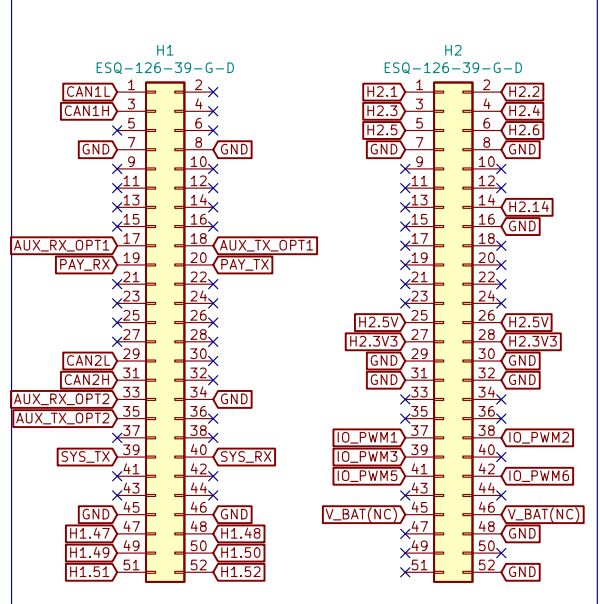 H1 H2
ESQ-126-39-G-D ESQ-126-39-G-D
CAN1L 1 2 H2.1 1 2 H2.2
CAN1H 3 4 H2.3 3 4 H2.4
5 6 H2.5 5 6 H2.6
GND 7 8 GND GND 7 8 GND
9 10 9 10
11 12 11 12
13 14 13 14 H2.14
15 16 15 16 GND
AUX_RX_OPT1 17 18 AUX_TX_OPT1 17 18
PAY_RX 19 20 PAY_TX 19 20
21 22 21 22
23 24 23 24
25 26 H2.5V 25 26 H2.5V
27 28 H2.3V3 27 28 H2.3V3
CAN2L 29 30 GND 29 30 GND
CAN2H 31 32 GND 31 32 GND
AUX_RX_OPT2 33 34 GND 33 34
AUX_TX_OPT2 35 36 35 36
37 38 IO_PWM1 37 38 IO_PWM2
SYS_TX 39 40 SYS_RX IO_PWM3 39 40
41 42 IO_PWM5 41 42 IO_PWM6
43 44 43 44
GND 45 46 GND V_BAT(NC) 45 46 V_BAT(NC)
H1.47 47 48 H1.48 47 48 GND
H1.49 49 50 H1.50 49 50
H1.51 51 52 H1.52 51 52 GND